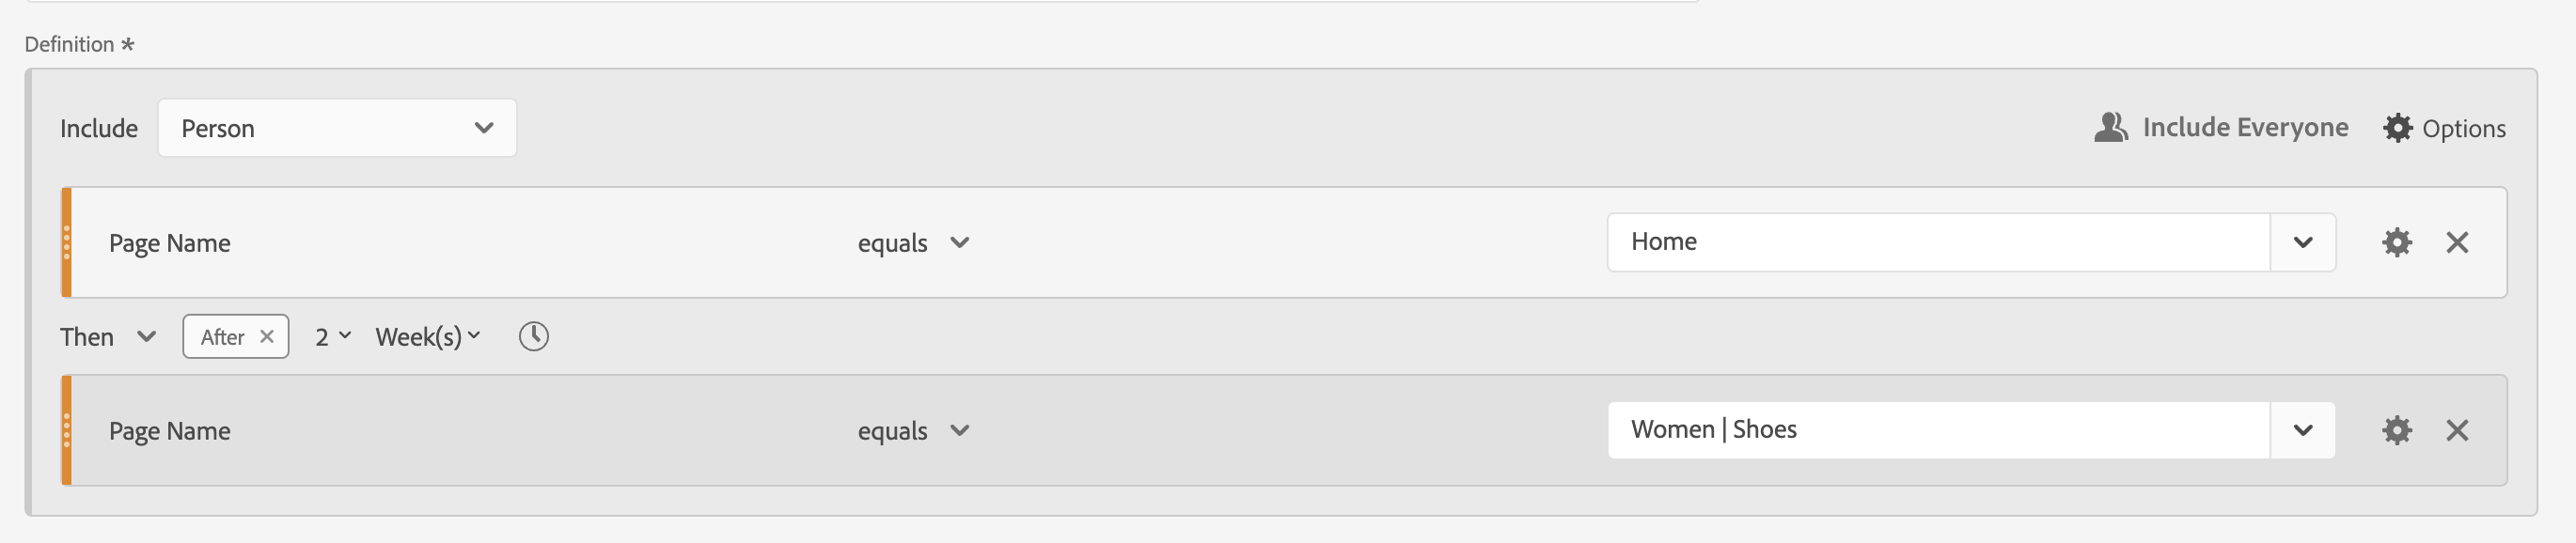 Definition *
Include Person Include Everyone Options
Page Name equals Home
Then After 2 Week(s)
Page Name equals Women | Shoes